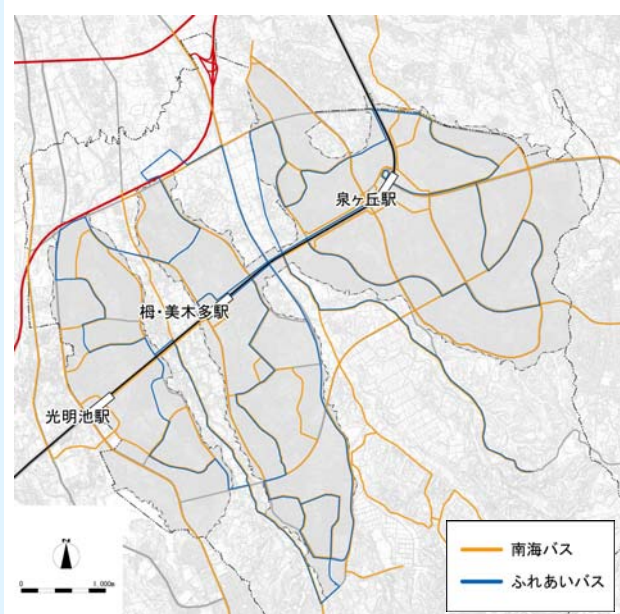 泉ヶ丘駅
栂・美木多駅
光明池駅
N
0 1,000m
南海バス
ふれあいバス